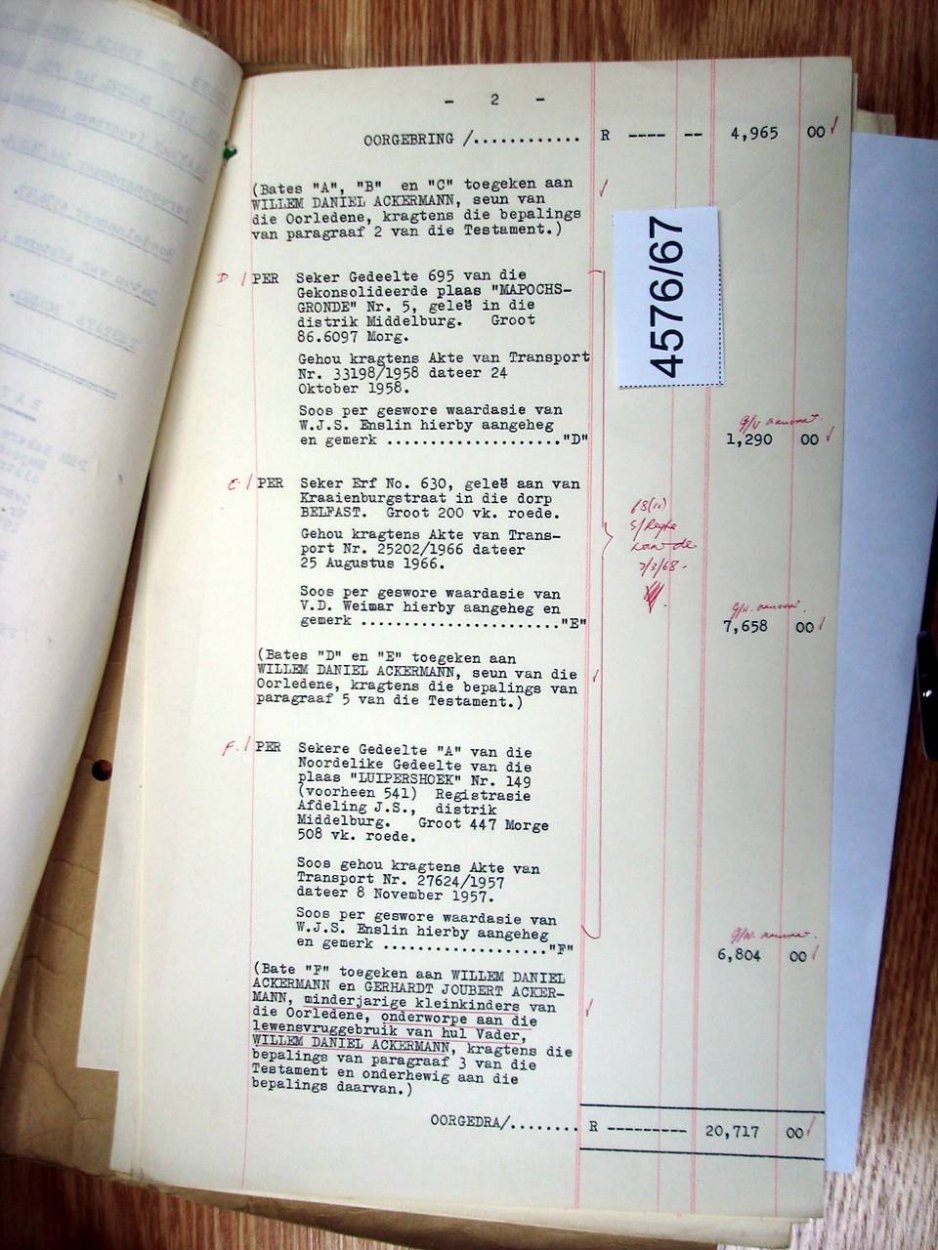 - 2 -
OORGEBRING /............ R ---- -- 4,965 00
(Bates "A", "B" en "C" toegeken aan
WILLEM DANIEL ACKERMANN, seun van
die Oorledene, kragtens die bepalings
van paragraaf 2 van die Testament.)
4576/67
D / PER Seker Gedeelte 695 van die
Gekonsolideerde plaas "MAPOCHS-
GRONDE" Nr. 5, geleë in die
distrik Middelburg. Groot
86.6097 Morg.
Gehou kragtens Akte van Transport
Nr. 33198/1958 dateer 24
Oktober 1958.
Soos per geswore waardasie van
W.J.S. Enslin hierby aangeheg
en gemerk ....................."D" 1,290 00
E / PER Seker Erf No. 630, geleë aan van
Kraaienburgstraat in die dorp
BELFAST. Groot 200 vk. roede.
Gehou kragtens Akte van Trans-
port Nr. 25202/1966 dateer
25 Augustus 1966.
Soos per geswore waardasie van
V.D. Weimar hierby aangeheg en
gemerk ........................"E" 7,658 00
(Bates "D" en "E" toegeken aan
WILLEM DANIEL ACKERMANN, seun van die
Oorledene, kragtens die bepalings van
paragraaf 5 van die Testament.)
F. / PER Sekere Gedeelte "A" van die
Noordelike Gedeelte van die
plaas "LUIPERSHOEK" Nr. 149
(voorheen 541) Registrasie
Afdeling J.S., distrik
Middelburg. Groot 447 Morge
508 vk. roede.
Soos gehou kragtens Akte van
Transport Nr. 27624/1957
dateer 8 November 1957.
Soos per geswore waardasie van
W.J.S. Enslin hierby aangeheg
en gemerk ...................."F" 6,804 00
(Bate "F" toegeken aan WILLEM DANIEL
ACKERMANN en GERHARDT JOUBERT ACKER-
MANN, minderjarige kleinkinders van
die Oorledene, onderworpe aan die
lewensvruggebruik van hul Vader,
WILLEM DANIEL ACKERMANN, kragtens die
bepalings van paragraaf 3 van die
Testament en onderhewig aan die
bepalings daarvan.)
OORGEDRA/........ R --------- 20,717 00